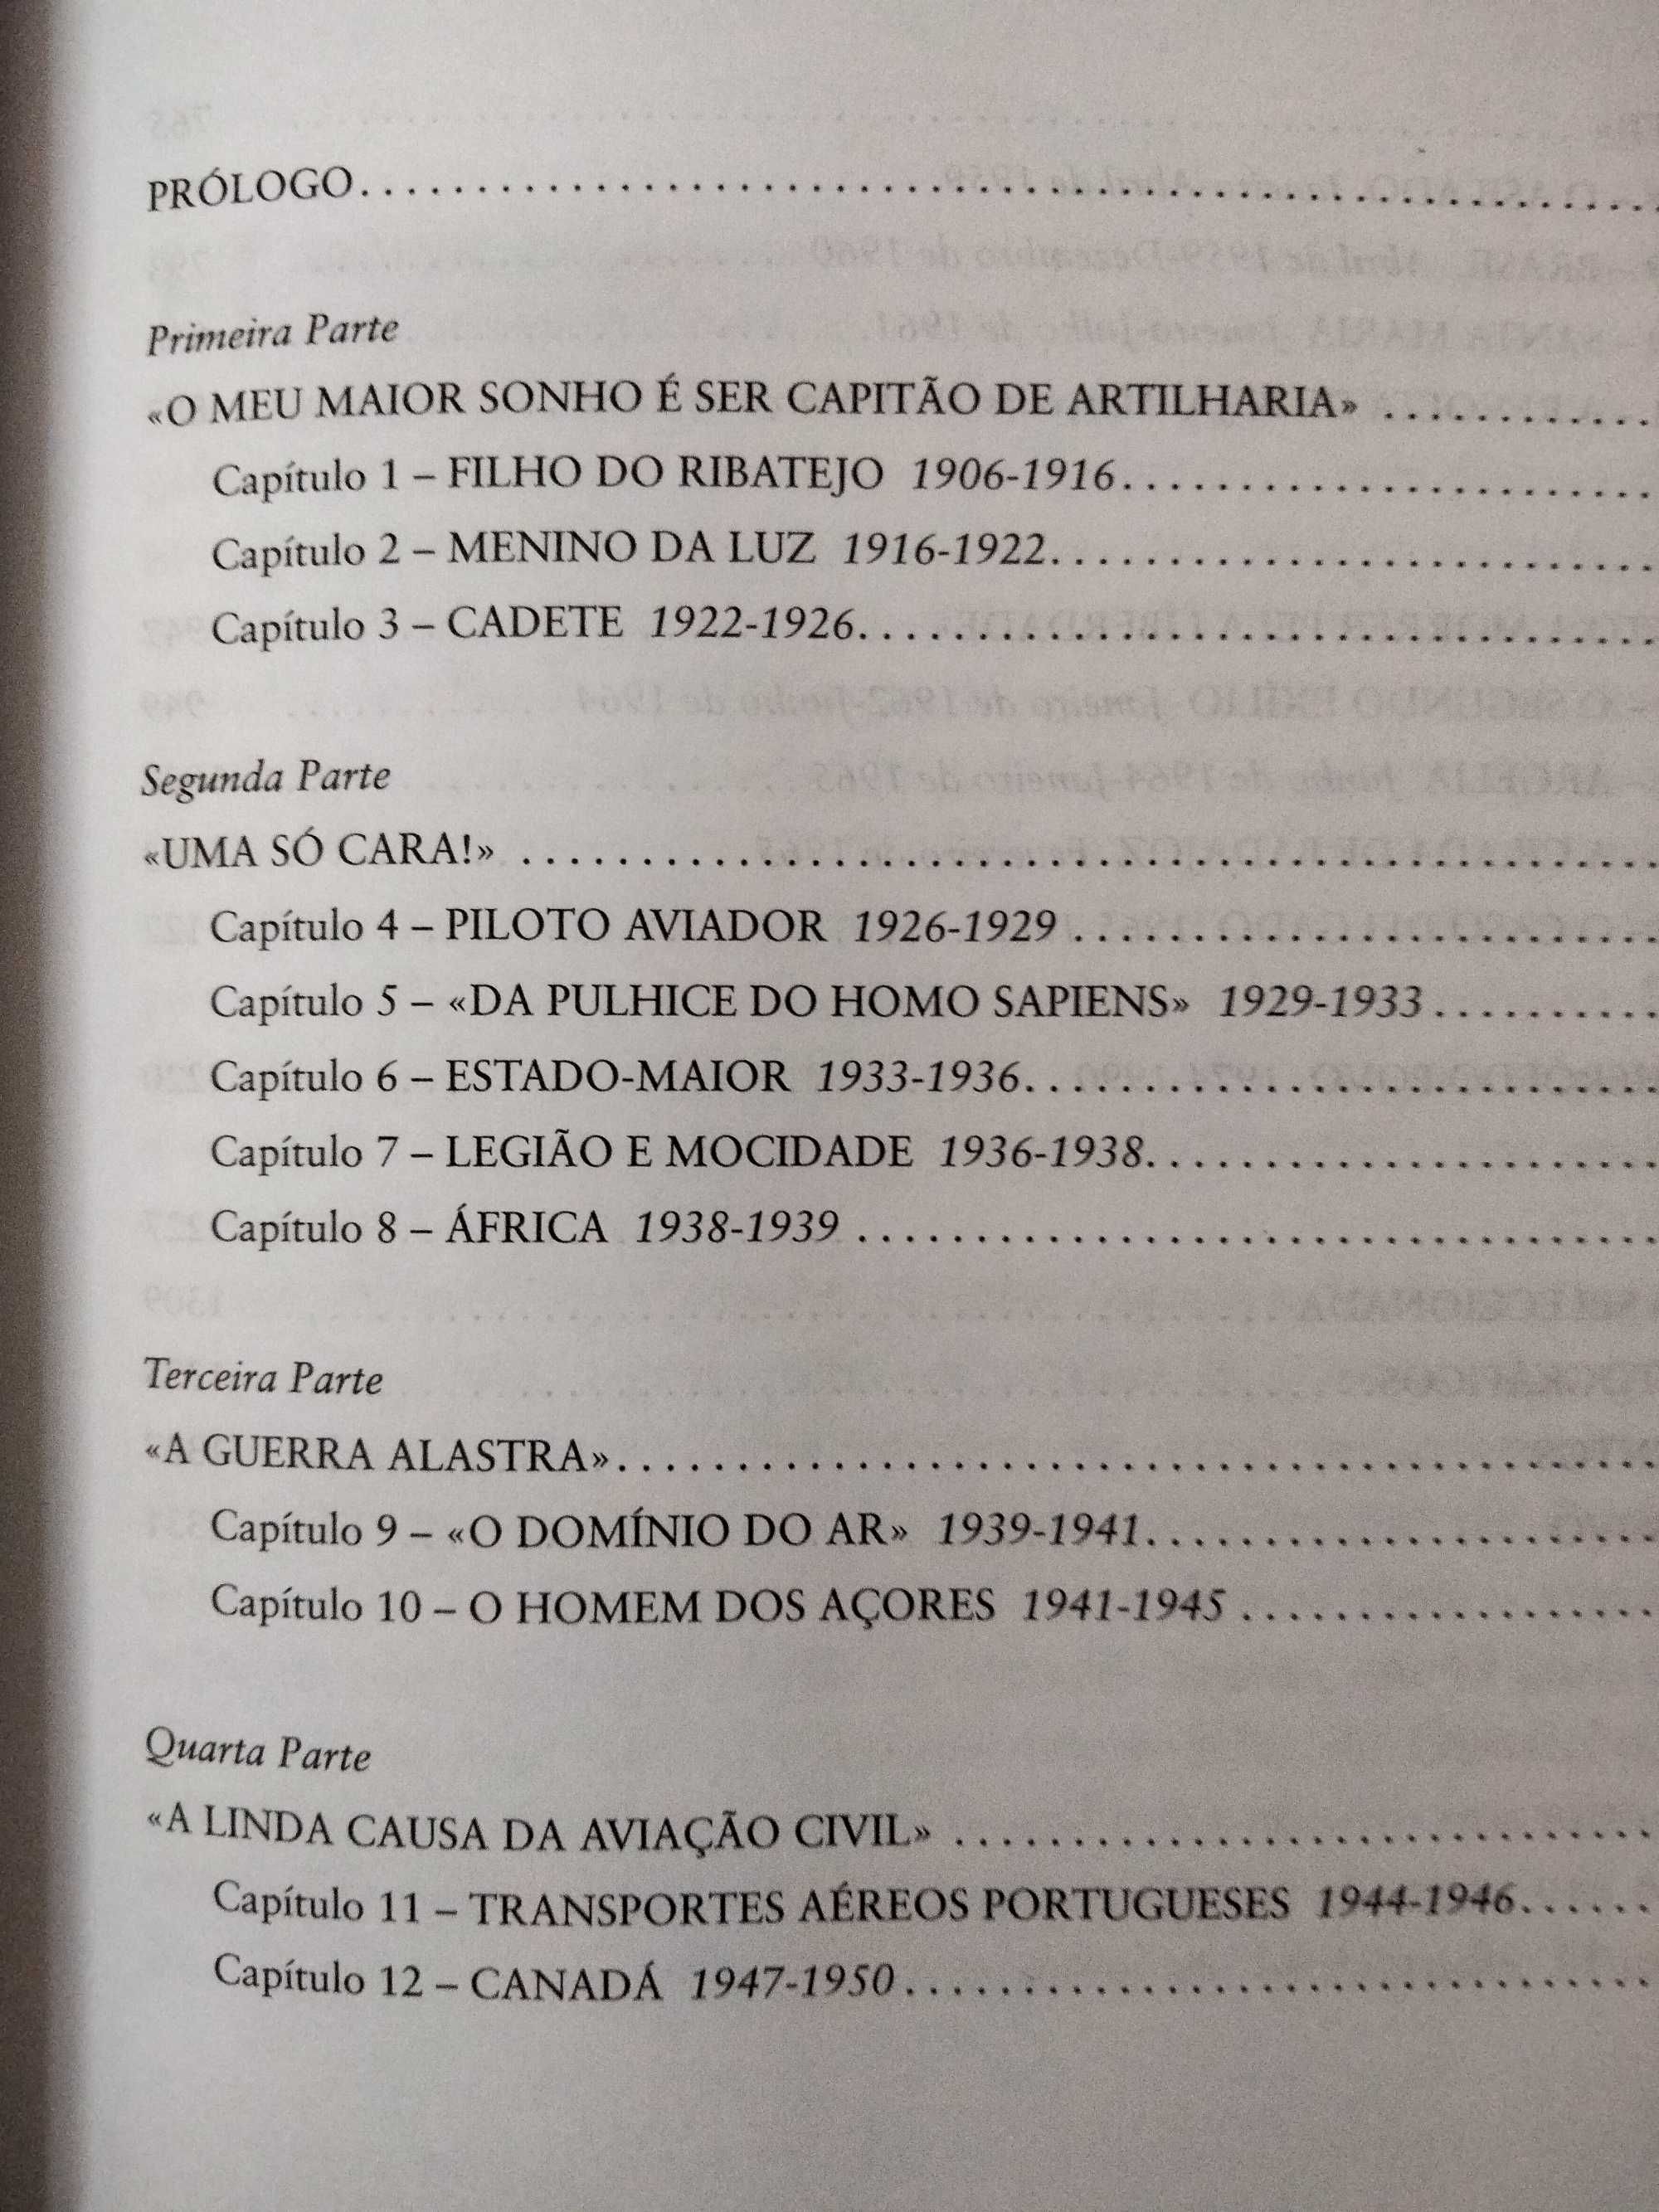 PRÓLOGO
Primeira Parte
«O MEU MAIOR SONHO É SER CAPITÃO DE ARTILHARIA»
Capítulo 1 – FILHO DO RIBATEJO 1906-1916
Capítulo 2 – MENINO DA LUZ 1916-1922
Capítulo 3 – CADETE 1922-1926
Segunda Parte
«UMA SÓ CARA!»
Capítulo 4 – PILOTO AVIADOR 1926-1929
Capítulo 5 – «DA PULHICE DO HOMO SAPIENS» 1929-1933
Capítulo 6 – ESTADO-MAIOR 1933-1936
Capítulo 7 – LEGIÃO E MOCIDADE 1936-1938
Capítulo 8 – ÁFRICA 1938-1939
Terceira Parte
«A GUERRA ALASTRA»
Capítulo 9 – «O DOMÍNIO DO AR» 1939-1941
Capítulo 10 – O HOMEM DOS AÇORES 1941-1945
Quarta Parte
«A LINDA CAUSA DA AVIAÇÃO CIVIL»
Capítulo 11 – TRANSPORTES AÉREOS PORTUGUESES 1944-1946
Capítulo 12 – CANADÁ 1947-1950